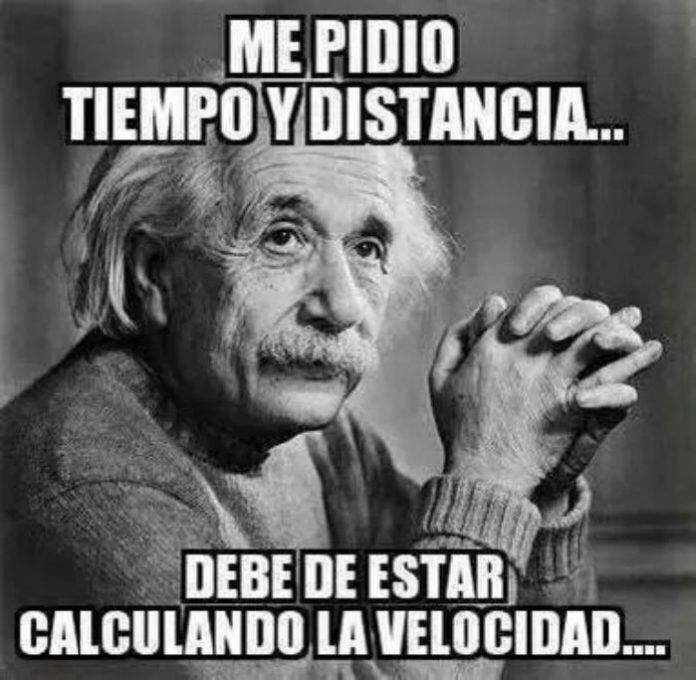 ME PIDIO
TIEMPO Y DISTANCIA...
DEBE DE ESTAR
CALCULANDO LA VELOCIDAD....